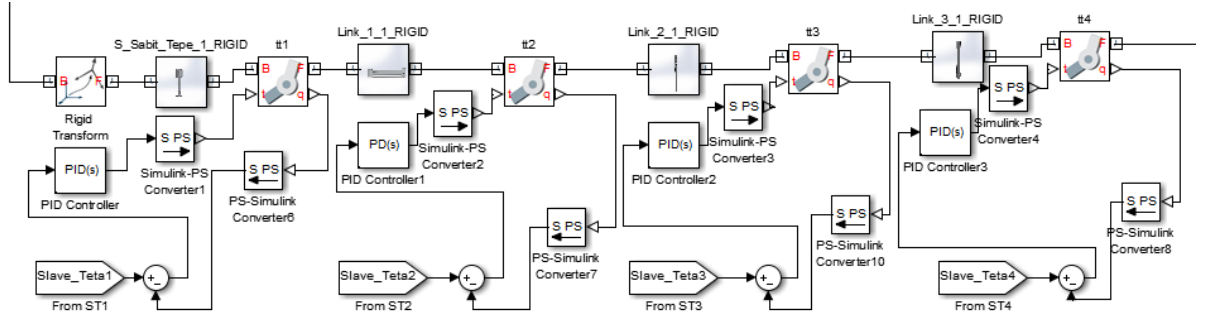 S_Sabit_Tepe_1_RIGID
tt1
Link_1_1_RIGID
tt2
Link_2_1_RIGID
tt3
Link_3_1_RIGID
tt4
B
F
B
F
t
q
B
F
t
q
B
F
t
q
B
F
t
q
Rigid
Transform
S PS
Simulink-PS
Converter1
PID(s)
PID Controller
S PS
PS-Simulink
Converter6
Slave_Teta1
From ST1
+
-
S PS
Simulink-PS
Converter2
PD(s)
PID Controller1
S PS
PS-Simulink
Converter7
Slave_Teta2
From ST2
+
-
S PS
Simulink-PS
Converter3
PID(s)
PID Controller2
S PS
PS-Simulink
Converter10
Slave_Teta3
From ST3
+
-
S PS
Simulink-PS
Converter4
PID(s)
PID Controller3
S PS
PS-Simulink
Converter8
Slave_Teta4
From ST4
+
-